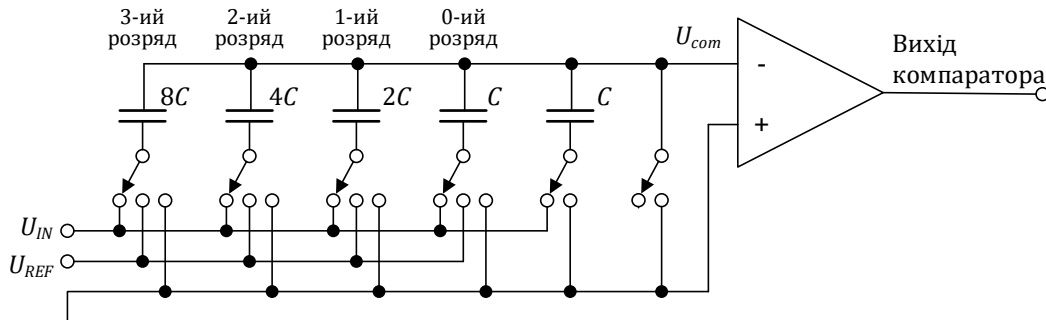 3-ий 2-ий 1-ий 0-ий
розряд розряд розряд розряд
U_com
Вихід
компаратора
8C 4C 2C C C
-
+
U_IN
U_REF